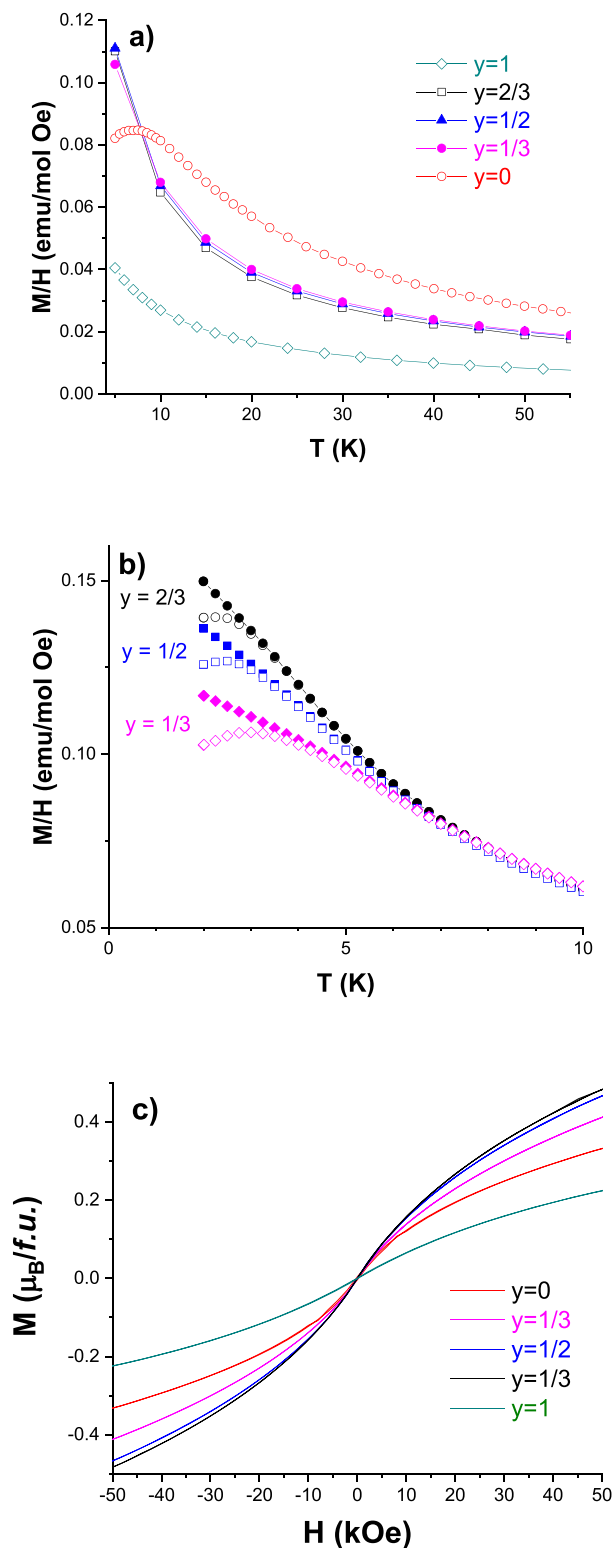 a)
0.12
0.10
0.08
0.06
0.04
0.02
0.00
M/H (emu/mol Oe)
y=1
y=2/3
y=1/2
y=1/3
y=0
10
20
30
40
50
T (K)
b)
0.15
0.10
0.05
M/H (emu/mol Oe)
y = 2/3
y = 1/2
y = 1/3
0
5
10
T (K)
c)
0.4
0.2
0.0
-0.2
-0.4
M (μB/f.u.)
y=0
y=1/3
y=1/2
y=1/3
y=1
-50
-40
-30
-20
-10
0
10
20
30
40
50
H (kOe)